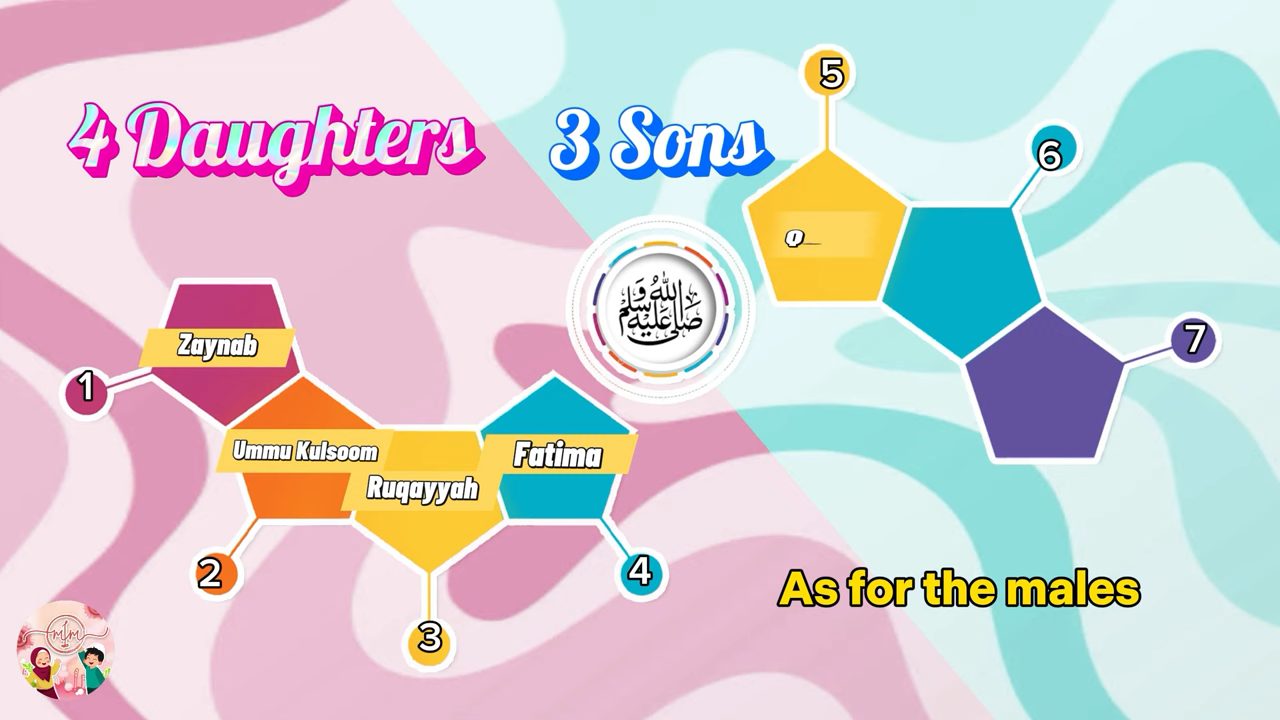 4 Daughters
3 Sons
5
6
Q
صلى الله عليه وسلم
Zaynab
7
1
Ummu Kulsoom
Fatima
Ruqayyah
2
4
As for the males
3